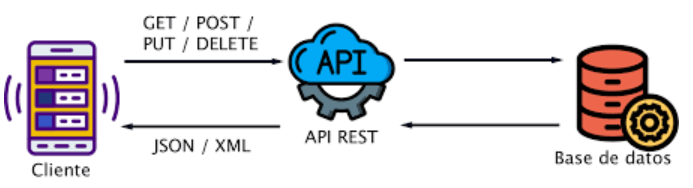 GET / POST /
PUT / DELETE
API
API REST
JSON / XML
Cliente
Base de datos